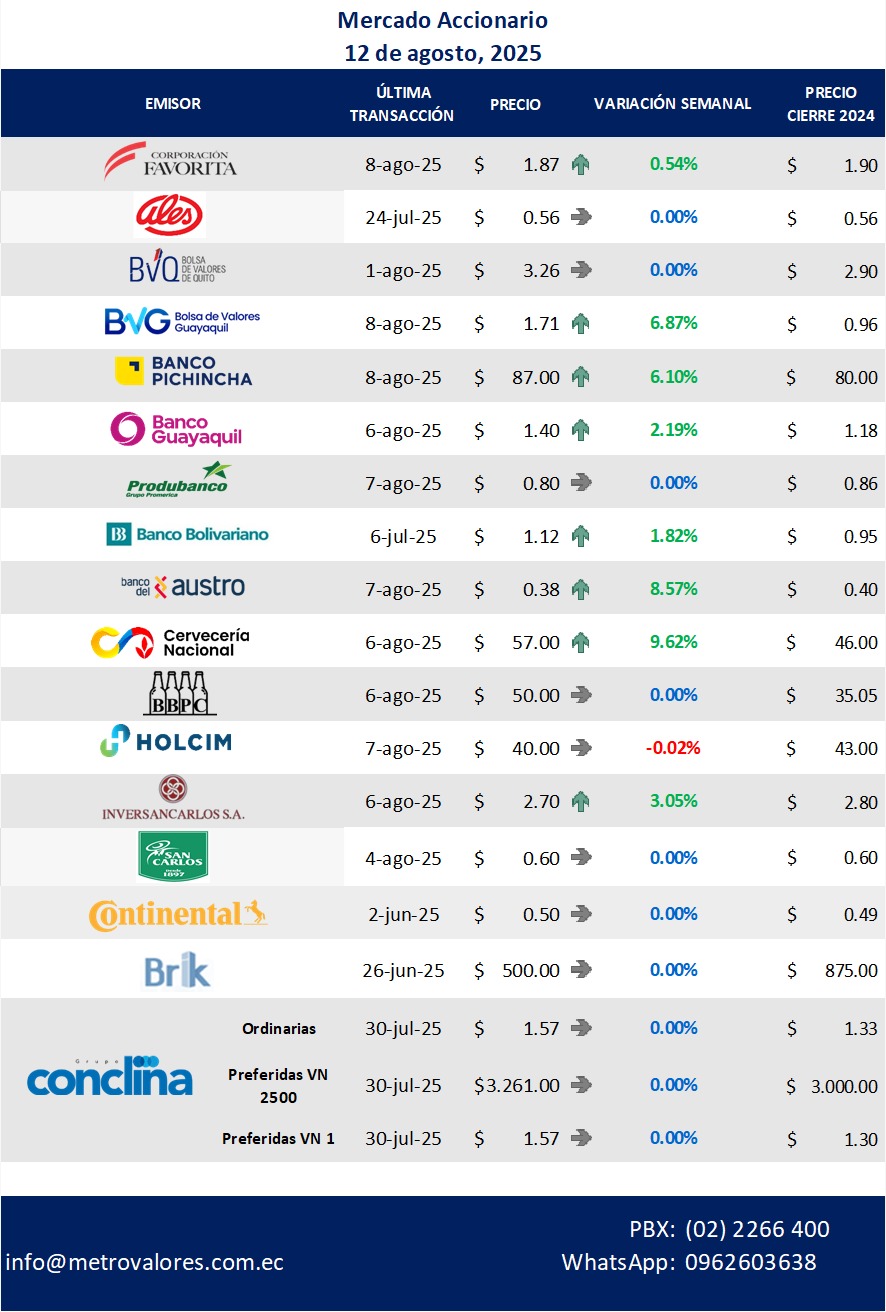 Mercado Accionario
12 de agosto, 2025
EMISOR ÚLTIMA TRANSACCIÓN PRECIO VARIACIÓN SEMANAL PRECIO CIERRE 2024
CORPORACIÓN FAVORITA 8-ago-25 $ 1.87 0.54% $ 1.90
ales 24-jul-25 $ 0.56 0.00% $ 0.56
BVQ BOLSA DE VALORES DE QUITO 1-ago-25 $ 3.26 0.00% $ 2.90
BVG Bolsa de Valores Guayaquil 8-ago-25 $ 1.71 6.87% $ 0.96
BANCO PICHINCHA 8-ago-25 $ 87.00 6.10% $ 80.00
Banco Guayaquil 6-ago-25 $ 1.40 2.19% $ 1.18
Produbanco Grupo Promerica 7-ago-25 $ 0.80 0.00% $ 0.86
BB Banco Bolivariano 6-jul-25 $ 1.12 1.82% $ 0.95
banco del austro 7-ago-25 $ 0.38 8.57% $ 0.40
Cervecería Nacional 6-ago-25 $ 57.00 9.62% $ 46.00
BBPC 6-ago-25 $ 50.00 0.00% $ 35.05
HOLCIM 7-ago-25 $ 40.00 -0.02% $ 43.00
INVERSANCARLOS S.A. 6-ago-25 $ 2.70 3.05% $ 2.80
SAN CARLOS Desde 1897 4-ago-25 $ 0.60 0.00% $ 0.60
Continental 2-jun-25 $ 0.50 0.00% $ 0.49
Brik 26-jun-25 $ 500.00 0.00% $ 875.00
Ordinarias 30-jul-25 $ 1.57 0.00% $ 1.33
Grupo conclina Preferidas VN 2500 30-jul-25 $3.261.00 0.00% $ 3.000.00
Preferidas VN 1 30-jul-25 $ 1.57 0.00% $ 1.30
PBX: (02) 2266 400
info@metrovalores.com.ec WhatsApp: 0962603638